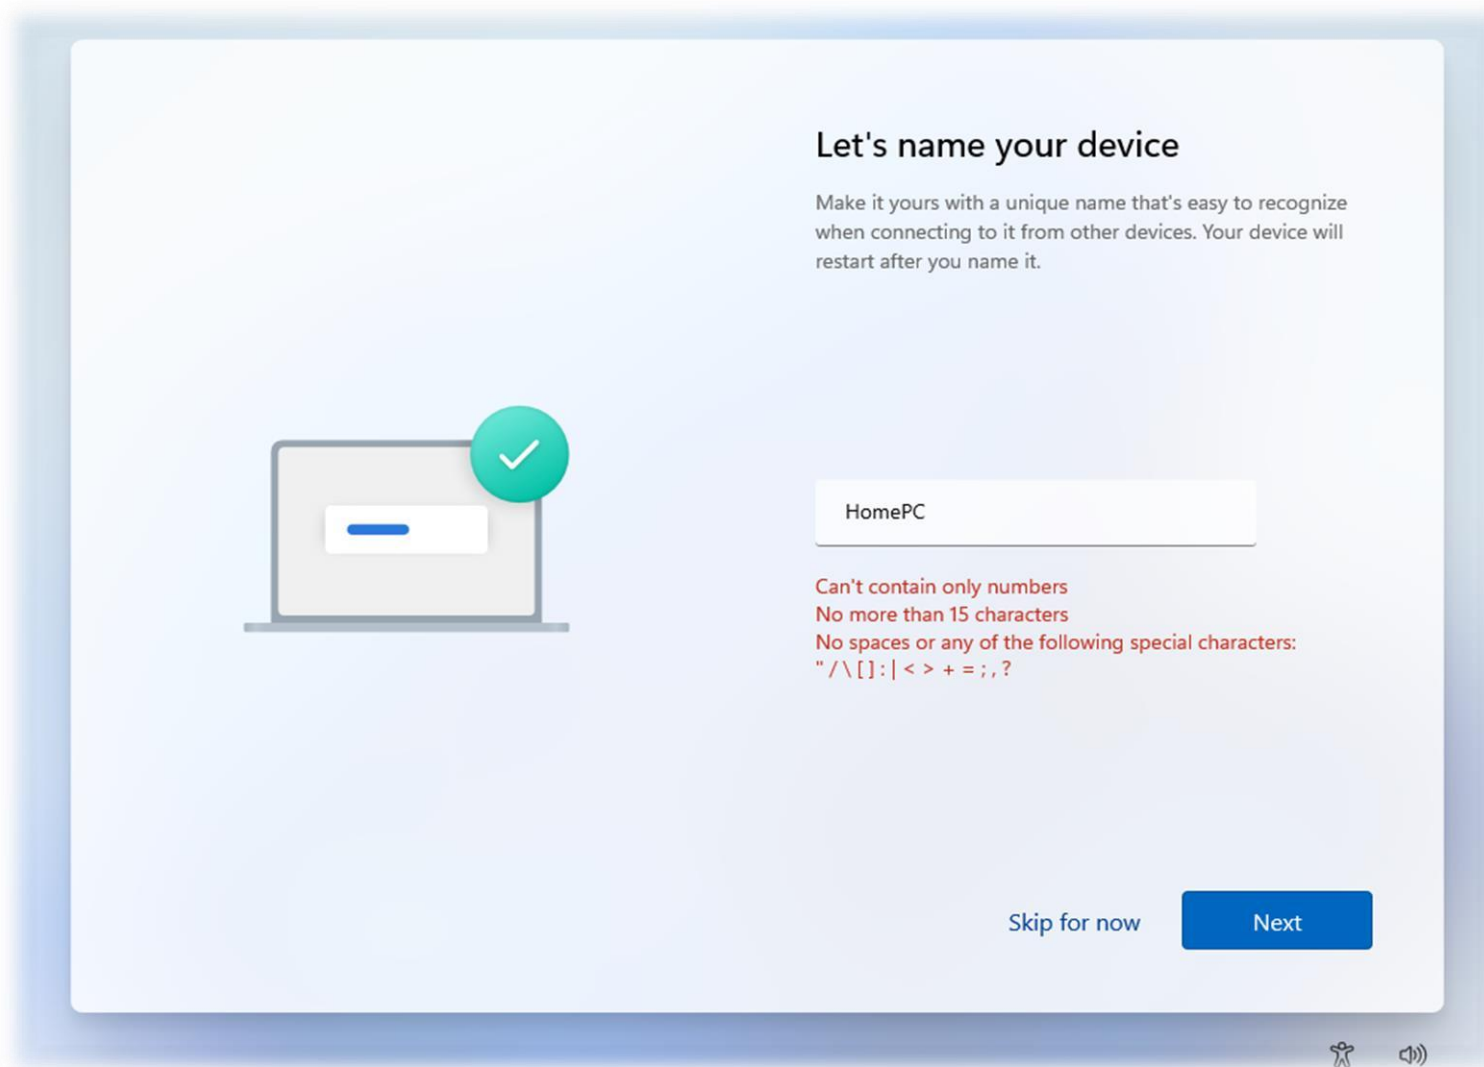 Let's name your device
Make it yours with a unique name that's easy to recognize
when connecting to it from other devices. Your device will
restart after you name it.
HomePC
Can't contain only numbers
No more than 15 characters
No spaces or any of the following special characters:
" / \ [ ] : | < > + = ; , ?
Skip for now
Next